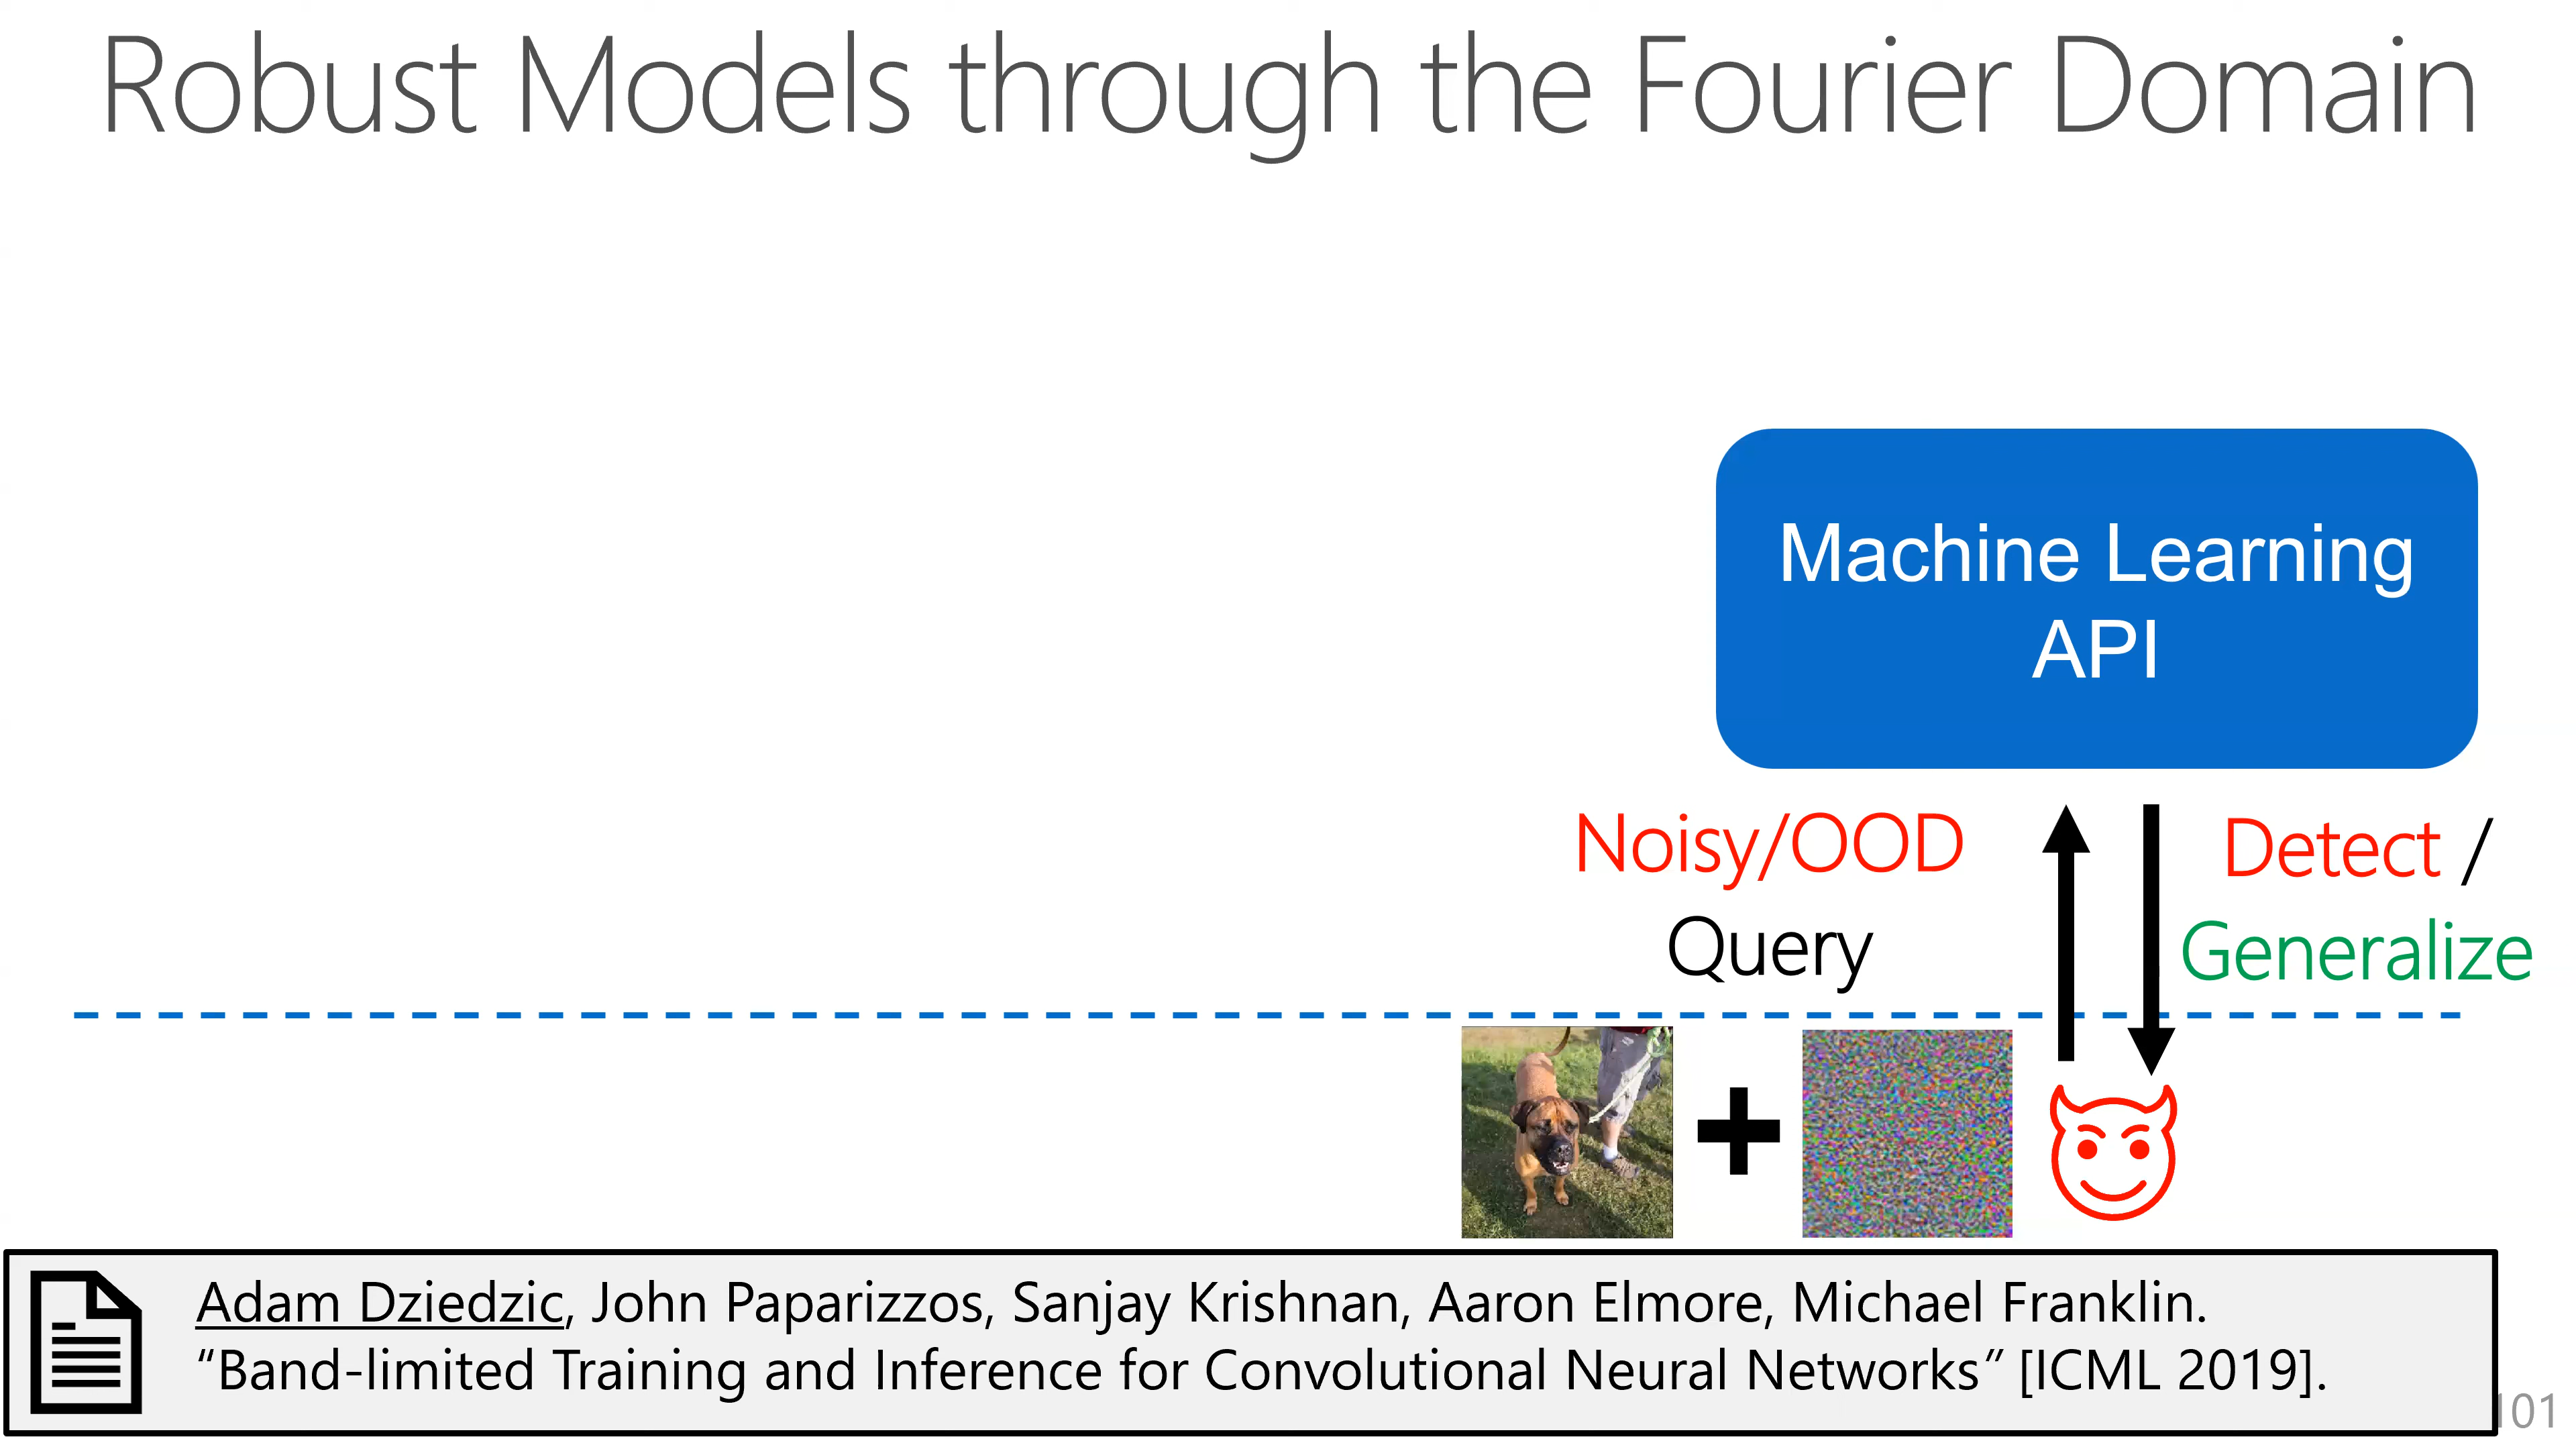 Robust Models through the Fourier Domain
Machine Learning
API
Noisy/OOD
Query
Detect /
Generalize
Adam Dziedzic, John Paparizzos, Sanjay Krishnan, Aaron Elmore, Michael Franklin.
“Band-limited Training and Inference for Convolutional Neural Networks” [ICML 2019].
101